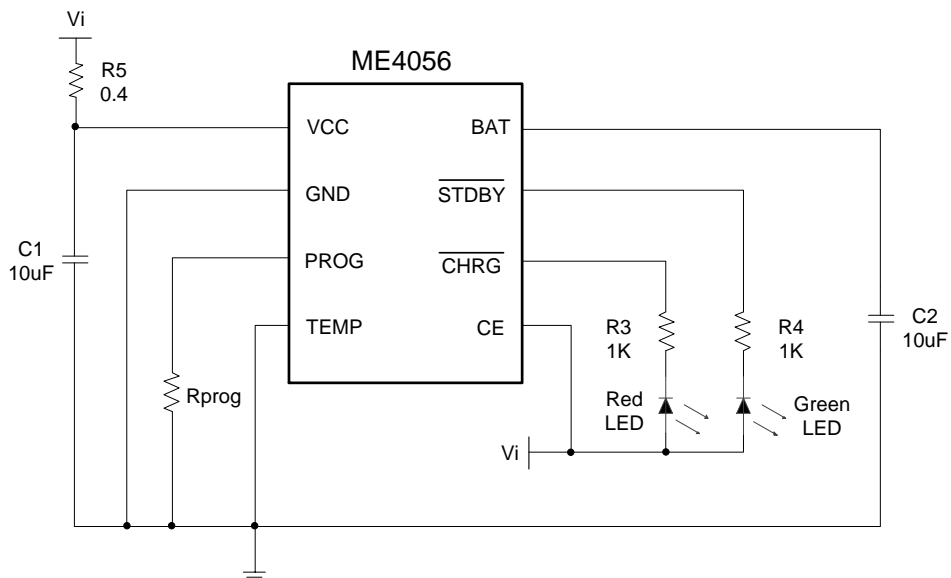 Vi
R5
0.4
ME4056
VCC
GND
PROG
TEMP
BAT
STDBY
CHRG
CE
C1
10uF
Rprog
R3
1K
R4
1K
Red
LED
Green
LED
Vi
C2
10uF